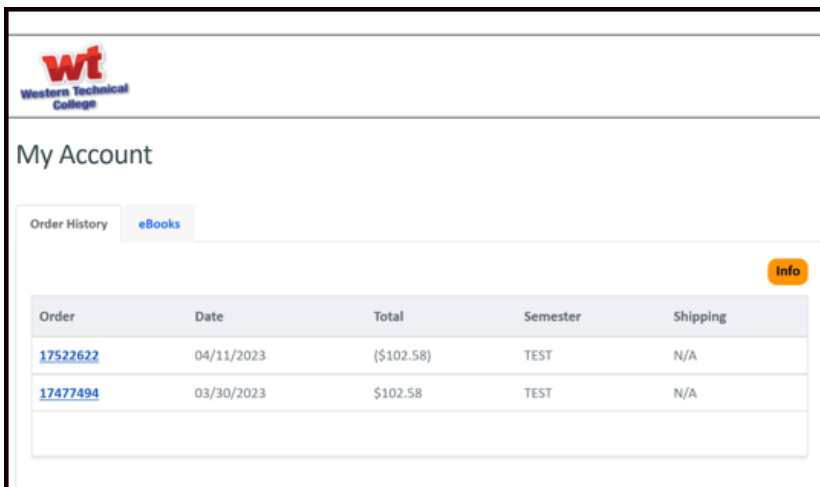 wt
Western Technical
College
My Account
Order History eBooks
Info
Order Date Total Semester Shipping
17522622 04/11/2023 ($102.58) TEST N/A
17477494 03/30/2023 $102.58 TEST N/A